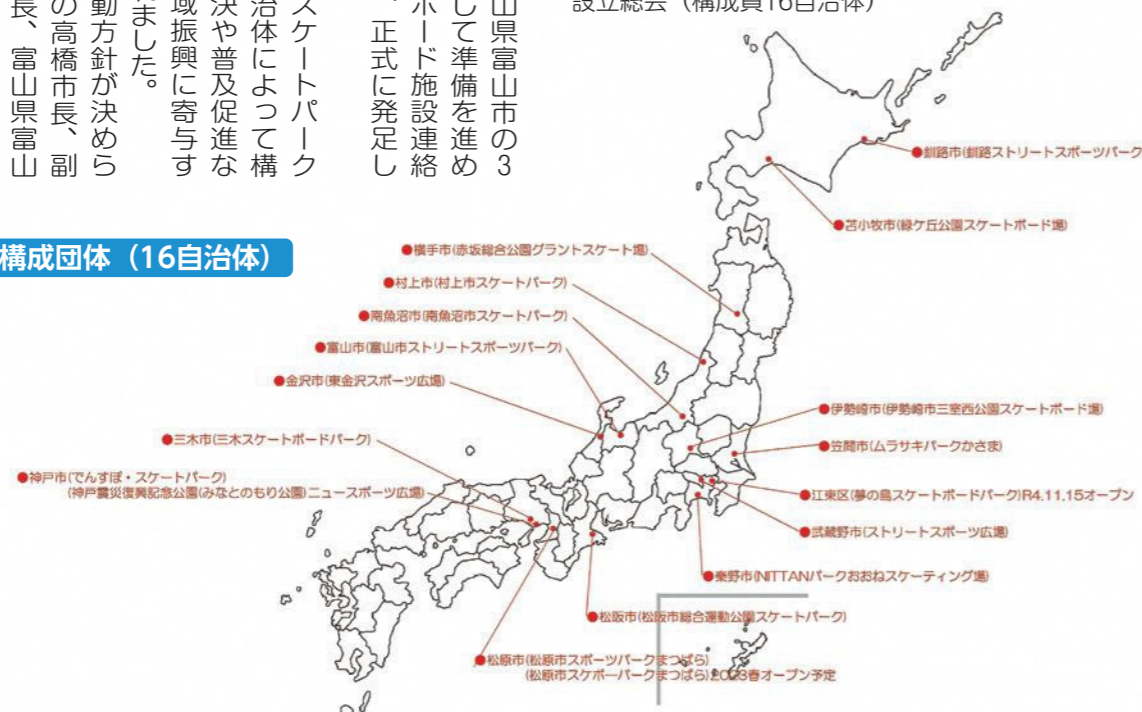 設立総会（構成員16自治体）
山県富山市の3
して準備を進め
ボード施設連絡
、正式に発足し
スケートパーク
治体によって構
決や普及促進な
域振興に寄与す
ました。
動方針が決めら
の高橋市長、副
長、富山県富山
構成団体（16自治体）
●釧路市(釧路ストリートスポーツパーク
●苫小牧市(緑ケ丘公園スケートボード場)
●横手市(赤坂総合公園グラントスケート場)
●村上市(村上市スケートパーク)
●南魚沼市(南魚沼市スケートパーク)
●富山市(富山市ストリートスポーツパーク)
●金沢市(東金沢スポーツ広場)
●伊勢崎市(伊勢崎市三室西公園スケートボード場)
●三木市(三木スケートボードパーク)
●笠間市(ムラサキパークかさま)
●神戸市(でんすぽ・スケートパーク)
(神戸震災復興記念公園(みなとのもり公園)ニュースポーツ広場)
●江東区(夢の島スケートボードパーク)R4.11.15オープン
●武蔵野市(ストリートスポーツ広場)
●秦野市(NITTANパークおおねスケーティング場)
●松阪市(松阪市総合運動公園スケートパーク)
●松原市(松原市スポーツパークまつばら)
(松原市スケボーパークまつばら)2023春オープン予定